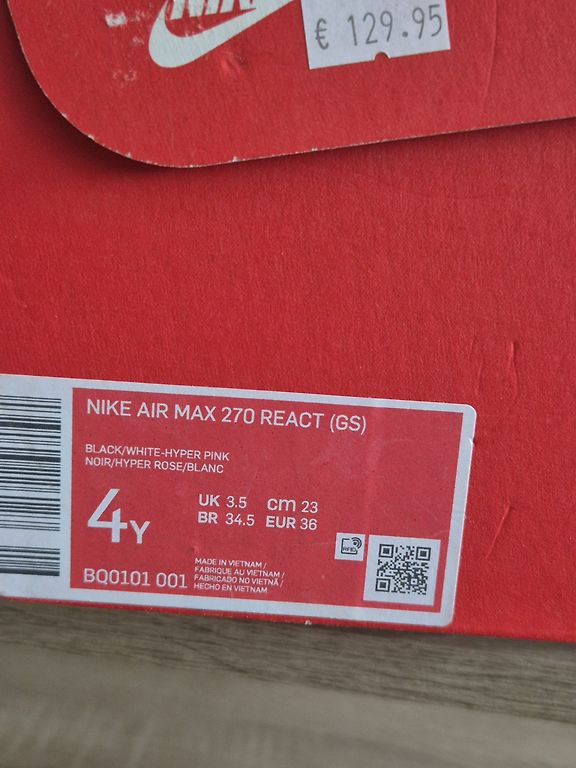 NIKE
€ 129.95
NIKE AIR MAX 270 REACT (GS)
BLACK/WHITE-HYPER PINK
NOIR/HYPER ROSE/BLANC
4Y
UK 3.5 cm 23
BR 34.5 EUR 36
RFID
BQ0101 001
MADE IN VIETNAM /
FABRIQUE AU VIETNAM /
FABRICADO NO VIETNÃ /
HECHO EN VIETNAM